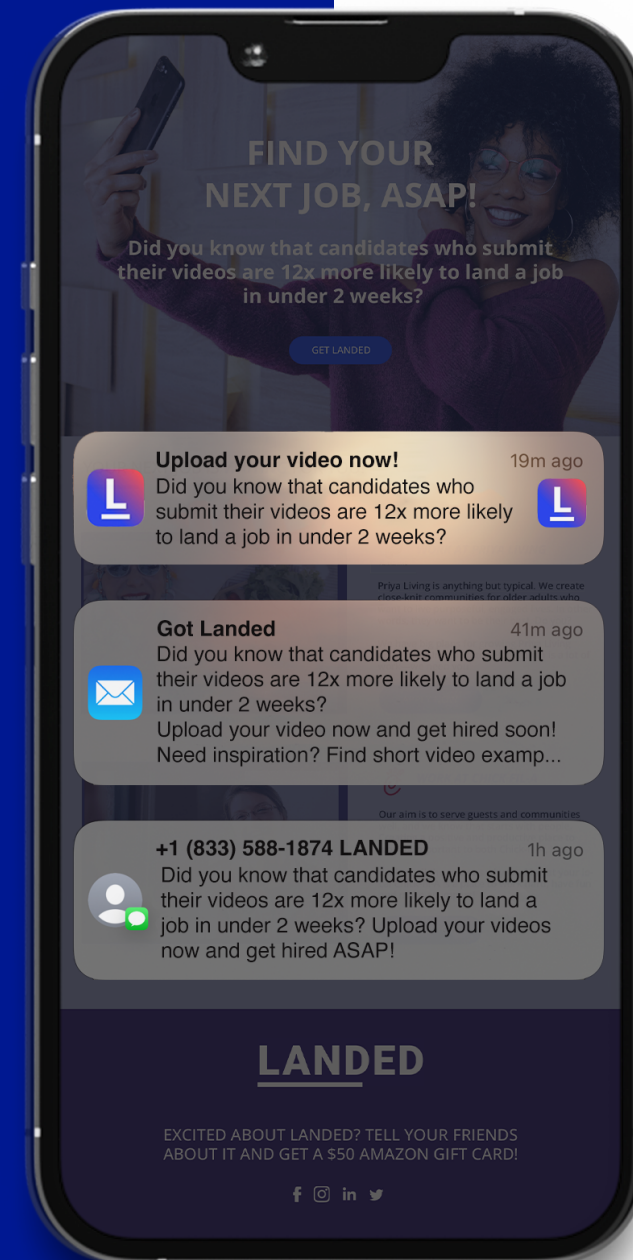 FIND YOUR
NEXT JOB, ASAP!
Did you know that candidates who submit
their videos are 12x more likely to land a job
in under 2 weeks?
GET LANDED
Upload your video now!
19m ago
L
Did you know that candidates who
submit their videos are 12x more likely
to land a job in under 2 weeks?
L
Priya Living is anything but typical. We create
close-knit communities for older adults who
Got Landed
41m ago
Did you know that candidates who submit
their videos are 12x more likely to land a job
in under 2 weeks?
Upload your video now and get hired soon!
Need inspiration? Find short video examp...
Our aim is to serve guests and communities
+1 (833) 588-1874 LANDED
1h ago
Did you know that candidates who submit
their videos are 12x more likely to land a
job in under 2 weeks? Upload your videos
now and get hired ASAP!
LANDED
EXCITED ABOUT LANDED? TELL YOUR FRIENDS
ABOUT IT AND GET A $50 AMAZON GIFT CARD!
f in